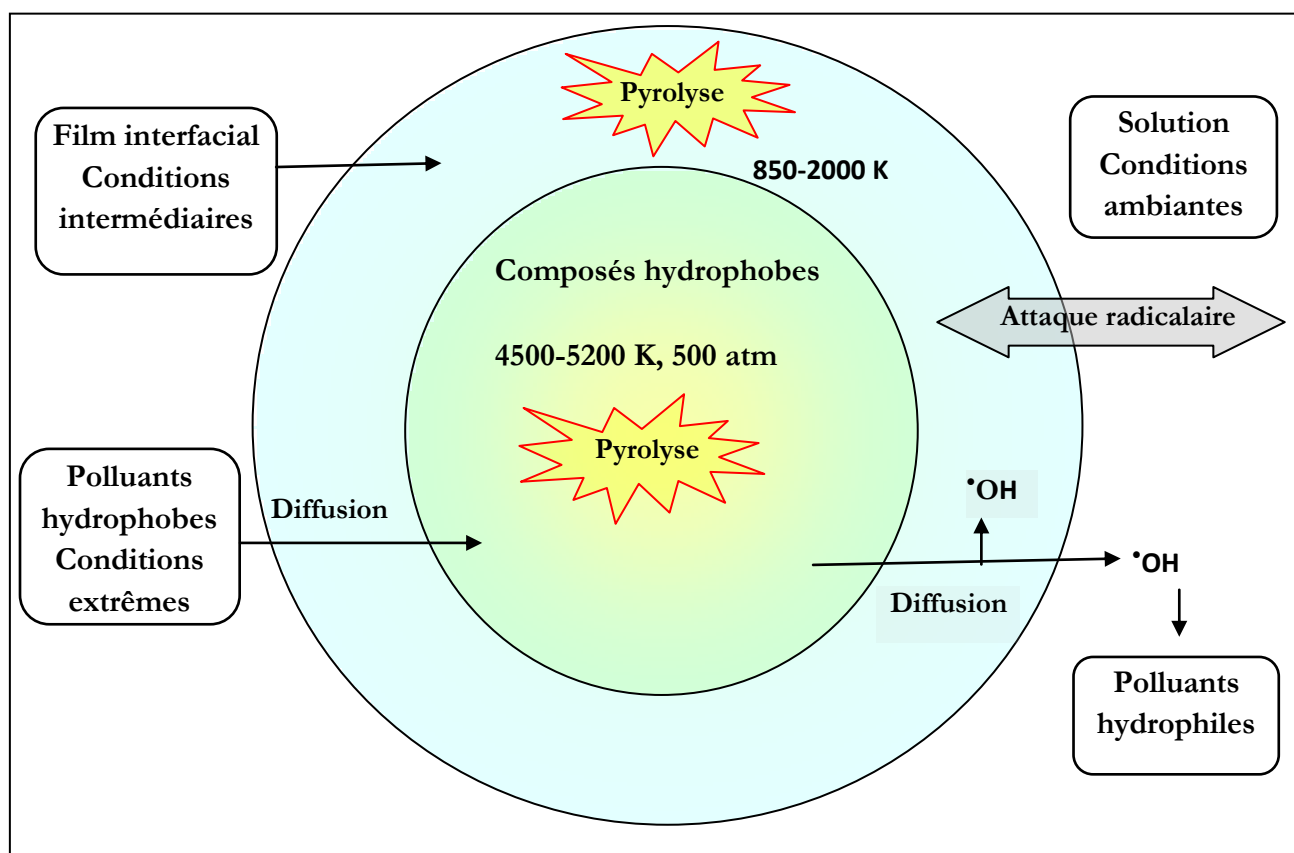 Pyrolyse
Film interfacial
Conditions
intermédiaires
850-2000 K
Solution
Conditions
ambiantes
Composés hydrophobes
4500-5200 K, 500 atm
Attaque radicalaire
Pyrolyse
Polluants
hydrophobes
Conditions
extrêmes
Diffusion
•OH
•OH
Diffusion
Polluants
hydrophiles